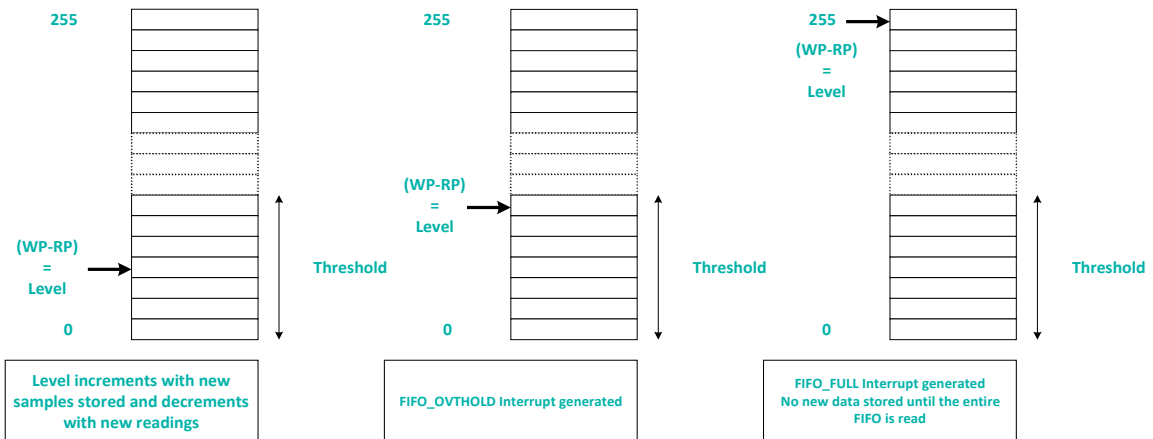 255
(WP-RP)
=
Level
Threshold
0
Level increments with new
samples stored and decrements
with new readings
255
(WP-RP)
=
Level
Threshold
0
FIFO_OVTHOLD Interrupt generated
255
(WP-RP)
=
Level
Threshold
0
FIFO_FULL Interrupt generated
No new data stored until the entire
FIFO is read